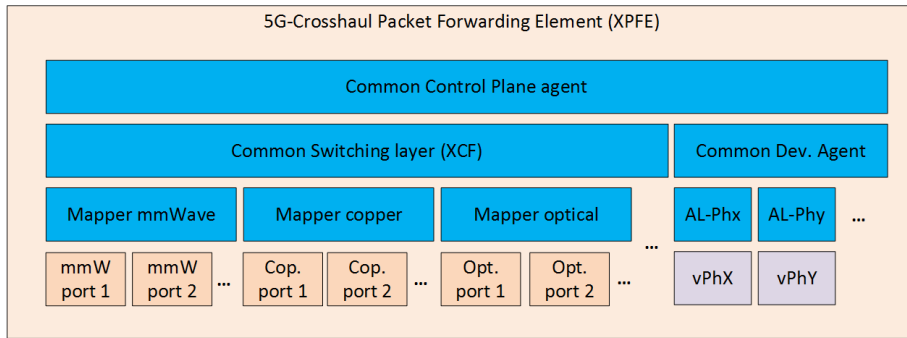 5G-Crosshaul Packet Forwarding Element (XPFE)
Common Control Plane agent
Common Switching layer (XCF)
Common Dev. Agent
Mapper mmWave
Mapper copper
Mapper optical
...
AL-Phx
AL-Phy
...
mmW
port 1
mmW
port 2
...
Cop.
port 1
Cop.
port 2
...
Opt.
port 1
Opt.
port 2
...
vPhX
vPhY